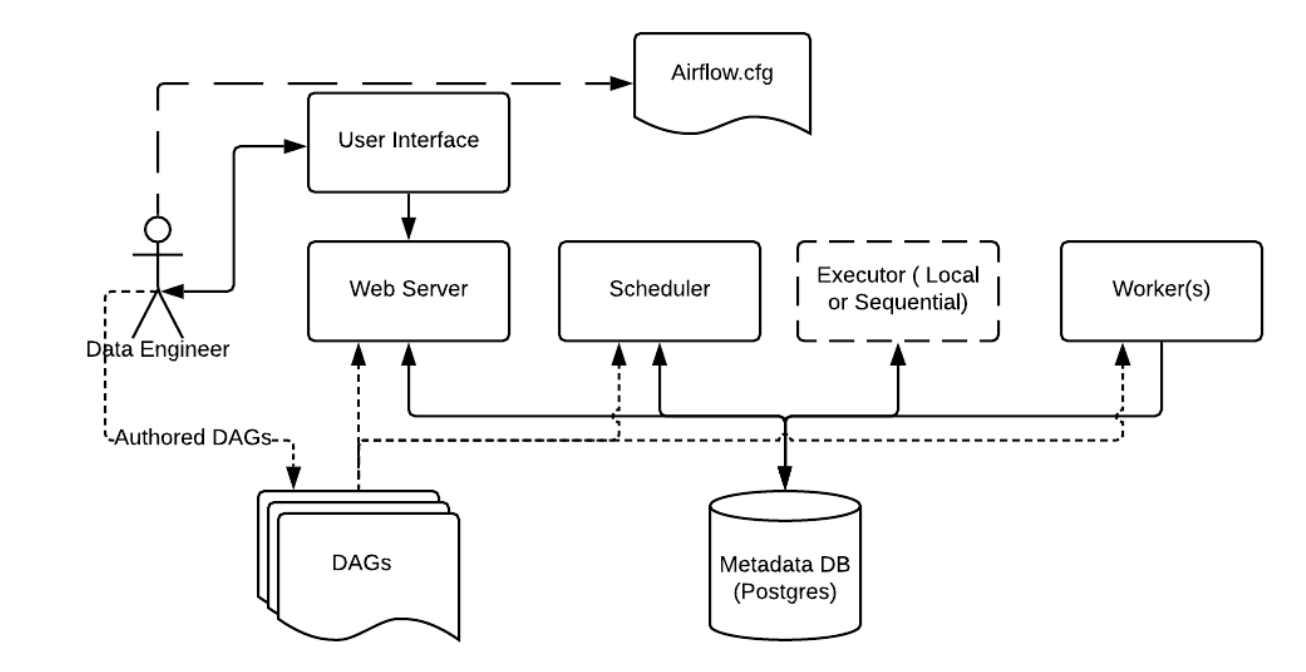 Airflow.cfg
User Interface
Web Server
Scheduler
Executor ( Local
or Sequential)
Worker(s)
Data Engineer
Authored DAGs
DAGs
Metadata DB
(Postgres)